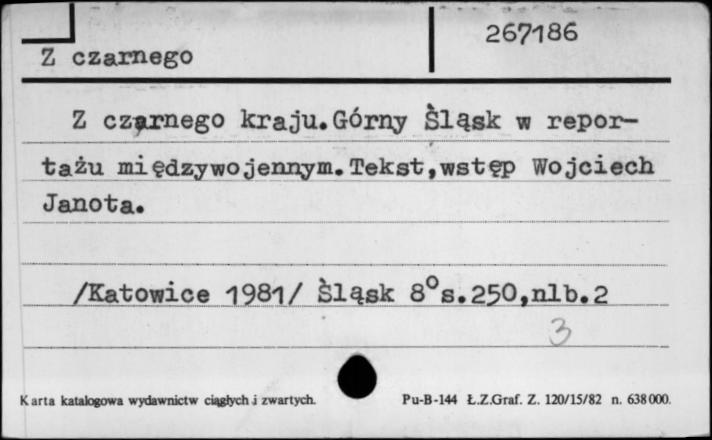 267186
Z czarnego
Z czarnego kraju.Górny Śląsk w repor-
tażu międzywojennym.Tekst,wstęp Wojciech
Janota.
/Katowice 1981/ Śląsk 8°s.250,nlb.2
3
Karta katalogowa wydawnictw ciągłych i zwartych.
Pu-B-144 Ł.Z.Graf. Z. 120/15/82 n. 638000.